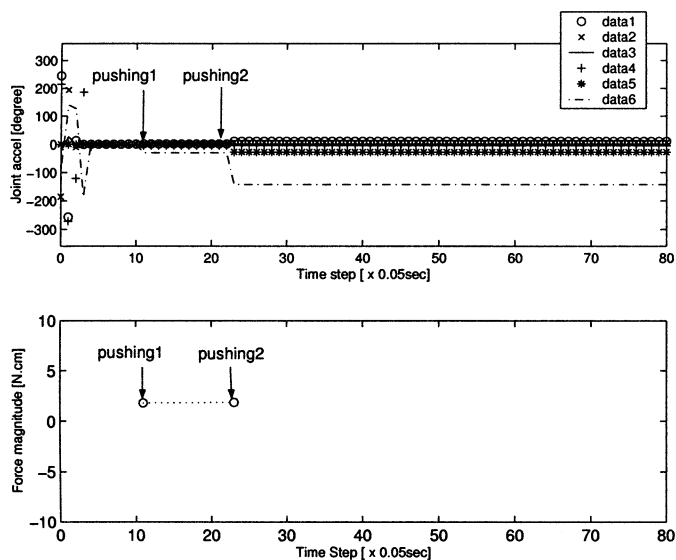 data1
data2
data3
data4
data5
data6
300
200
100
0
-100
-200
-300
Joint accel [degree]
pushing1 pushing2
0 10 20 30 40 50 60 70 80
Time step [ x 0.05sec]
10
5
0
-5
-10
Force magnitude [N.cm]
pushing1 pushing2
0 10 20 30 40 50 60 70 80
Time Step [ x 0.05sec]